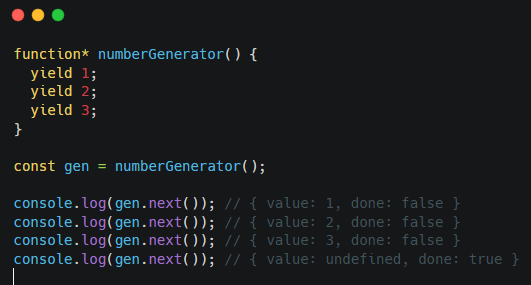 function* numberGenerator() {
  yield 1;
  yield 2;
  yield 3;
}

const gen = numberGenerator();

console.log(gen.next()); // { value: 1, done: false }
console.log(gen.next()); // { value: 2, done: false }
console.log(gen.next()); // { value: 3, done: false }
console.log(gen.next()); // { value: undefined, done: true }